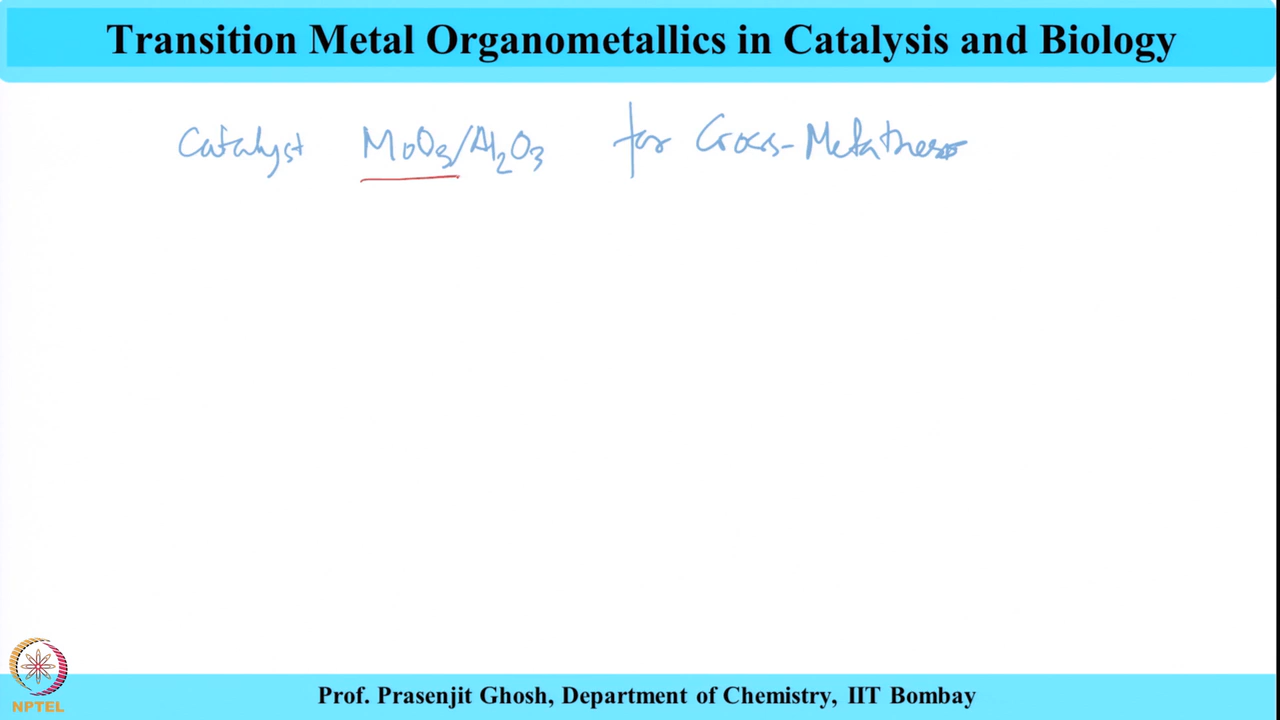 Transition Metal Organometallics in Catalysis and Biology
Catalyst MoO3/Al2O3 for Cross-Metathesis
NPTEL
Prof. Prasenjit Ghosh, Department of Chemistry, IIT Bombay